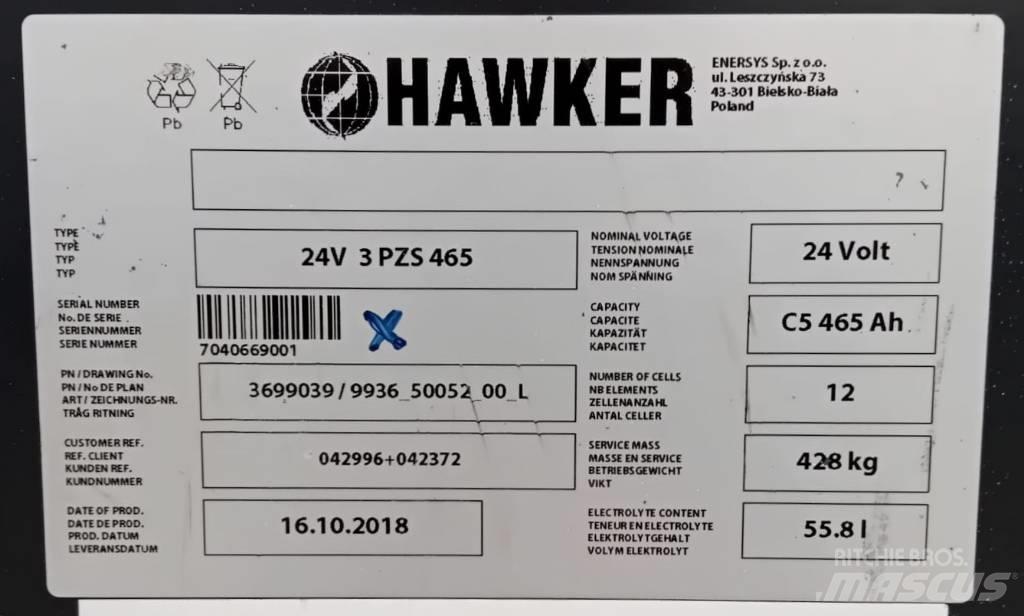 Pb
Pb
HAWKER
ENERSYS Sp. z o.o.
ul. Leszczyńska 73
43-301 Bielsko-Biała
Poland
TYPE
TYPE
TYP
TYP
24V 3 PZS 465
NOMINAL VOLTAGE
TENSION NOMINALE
NENNSPANNUNG
NOM SPÄNNING
24 Volt
SERIAL NUMBER
No. DE SERIE
SERIENNUMMER
SERIE NUMMER
7040669001
CAPACITY
CAPACITE
KAPAZITÄT
KAPACITET
C5 465 Ah
PN / DRAWING No.
PN / No DE PLAN
ART / ZEICHNUNGS-NR.
TRÅG RITNING
3699039 / 9936_50052_00_L
NUMBER OF CELLS
NB ELEMENTS
ZELLENANZAHL
ANTAL CELLER
12
CUSTOMER REF.
REF. CLIENT
KUNDEN REF.
KUNDNUMMER
042996+042372
SERVICE MASS
MASSE EN SERVICE
BETRIEBSGEWICHT
VIKT
428 kg
DATE OF PROD.
DATE DE PROD.
PROD. DATUM
LEVERANSDATUM
16.10.2018
ELECTROLYTE CONTENT
TENEUR EN ELECTROLYTE
ELEKTROLYTGEHALT
VOLYM ELEKTROLYT
55.8 l
RITCHIE BROS.
MASCUS